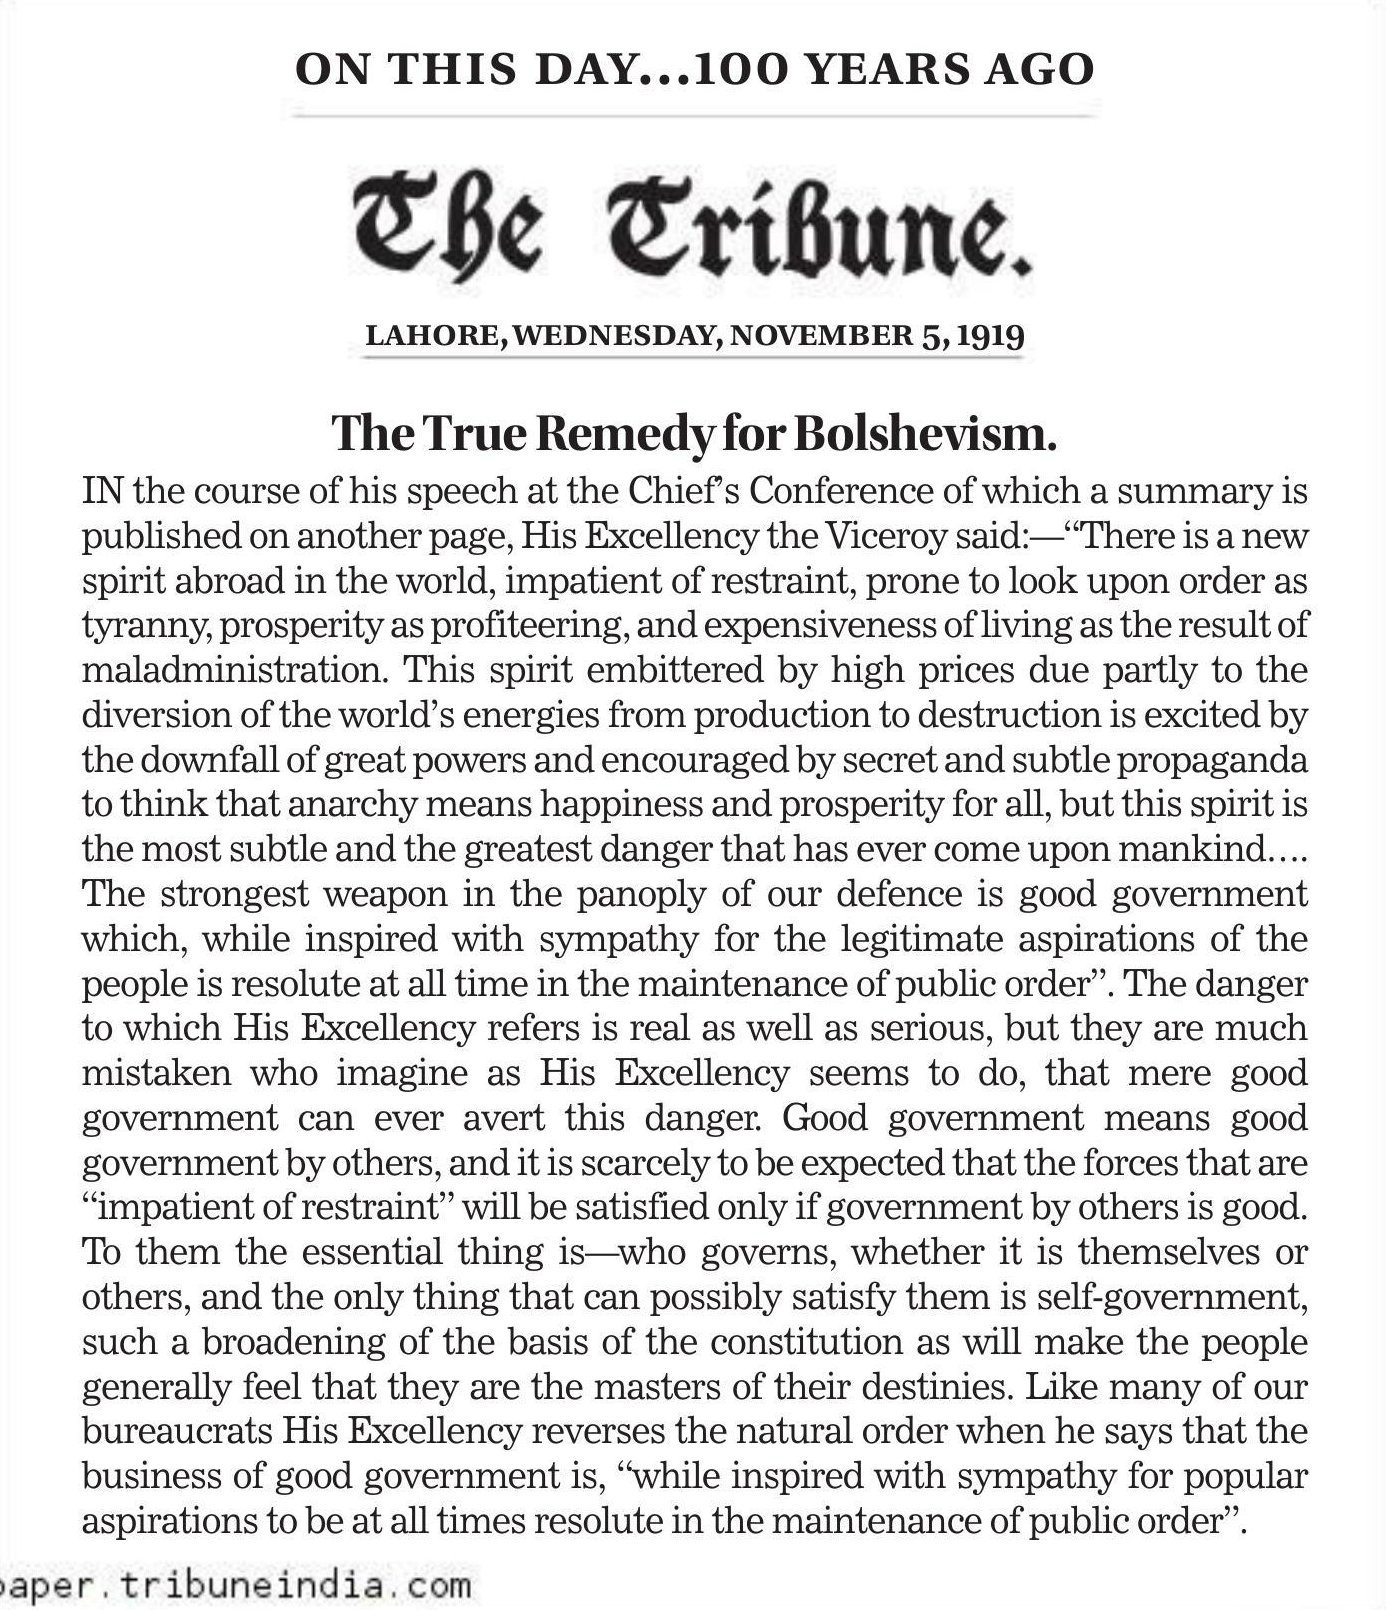 ON THIS DAY...100 YEARS AGO
The Tribune.
LAHORE, WEDNESDAY, NOVEMBER 5, 1919
The True Remedy for Bolshevism.
IN the course of his speech at the Chief's Conference of which a summary is
published on another page, His Excellency the Viceroy said:—“There is a new
spirit abroad in the world, impatient of restraint, prone to look upon order as
tyranny, prosperity as profiteering, and expensiveness of living as the result of
maladministration. This spirit embittered by high prices due partly to the
diversion of the world’s energies from production to destruction is excited by
the downfall of great powers and encouraged by secret and subtle propaganda
to think that anarchy means happiness and prosperity for all, but this spirit is
the most subtle and the greatest danger that has ever come upon mankind....
The strongest weapon in the panoply of our defence is good government
which, while inspired with sympathy for the legitimate aspirations of the
people is resolute at all time in the maintenance of public order”. The danger
to which His Excellency refers is real as well as serious, but they are much
mistaken who imagine as His Excellency seems to do, that mere good
government can ever avert this danger. Good government means good
government by others, and it is scarcely to be expected that the forces that are
“impatient of restraint” will be satisfied only if government by others is good.
To them the essential thing is—who governs, whether it is themselves or
others, and the only thing that can possibly satisfy them is self-government,
such a broadening of the basis of the constitution as will make the people
generally feel that they are the masters of their destinies. Like many of our
bureaucrats His Excellency reverses the natural order when he says that the
business of good government is, “while inspired with sympathy for popular
aspirations to be at all times resolute in the maintenance of public order”.
paper.tribuneindia.com